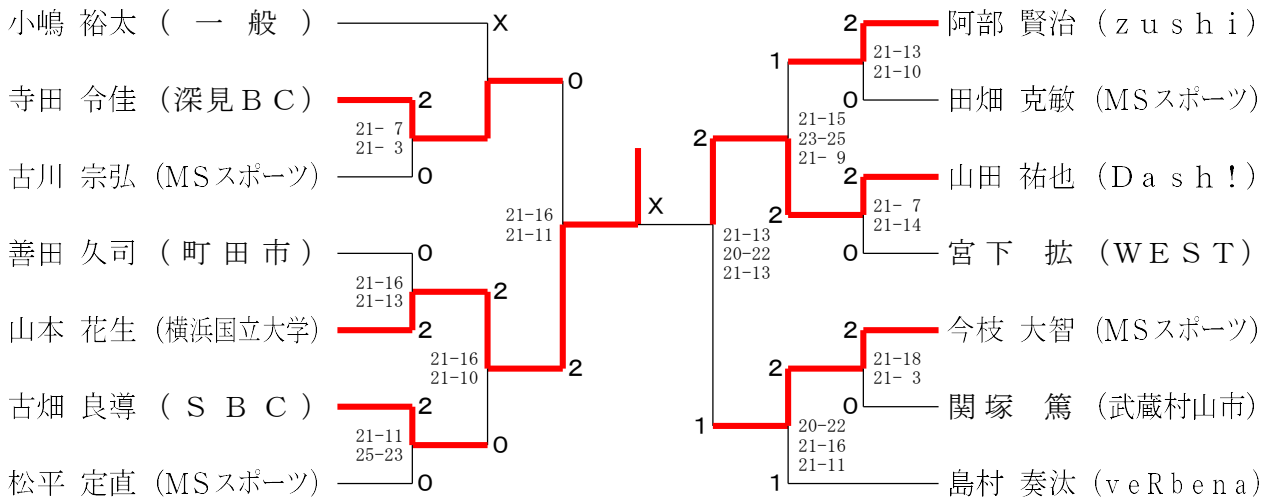 小嶋 裕太 (一般)
X
0
寺田 令佳 (深見BC)
2
21- 7
21- 3
古川 宗弘 (MSスポーツ)
0
21-16
21-11
善田 久司 (町田市)
0
21-16
21-13
2
山本 花生 (横浜国立大学)
2
21-16
21-10
2
古畑 良導 (SBC)
2
21-11
25-23
0
松平 定直 (MSスポーツ)
0
X
2 阿部 賢治 (zushi)
1
21-13
21-10
0 田畑 克敏 (MSスポーツ)
21-15
23-25
21- 9
2
2 山田 祐也 (Dash!)
2
21- 7
21-14
21-13
20-22
21-13
0 宮下 拡 (WEST)
2 今枝 大智 (MSスポーツ)
2
21-18
21- 3
0 関塚 篤 (武蔵村山市)
1
20-22
21-16
21-11
1 島村 奏汰 (veRbena)